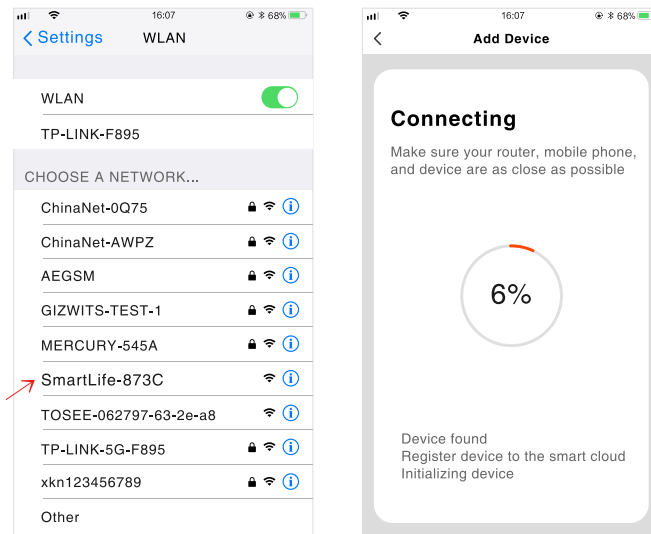 16:07
68%
Settings
WLAN
WLAN
TP-LINK-F895
CHOOSE A NETWORK...
ChinaNet-0Q75
ChinaNet-AWPZ
AEGSM
GIZWITS-TEST-1
MERCURY-545A
SmartLife-873C
TOSEE-062797-63-2e-a8
TP-LINK-5G-F895
xkn123456789
Other
16:07
68%
Add Device
Connecting
Make sure your router, mobile phone,
and device are as close as possible
6%
Device found
Register device to the smart cloud
Initializing device